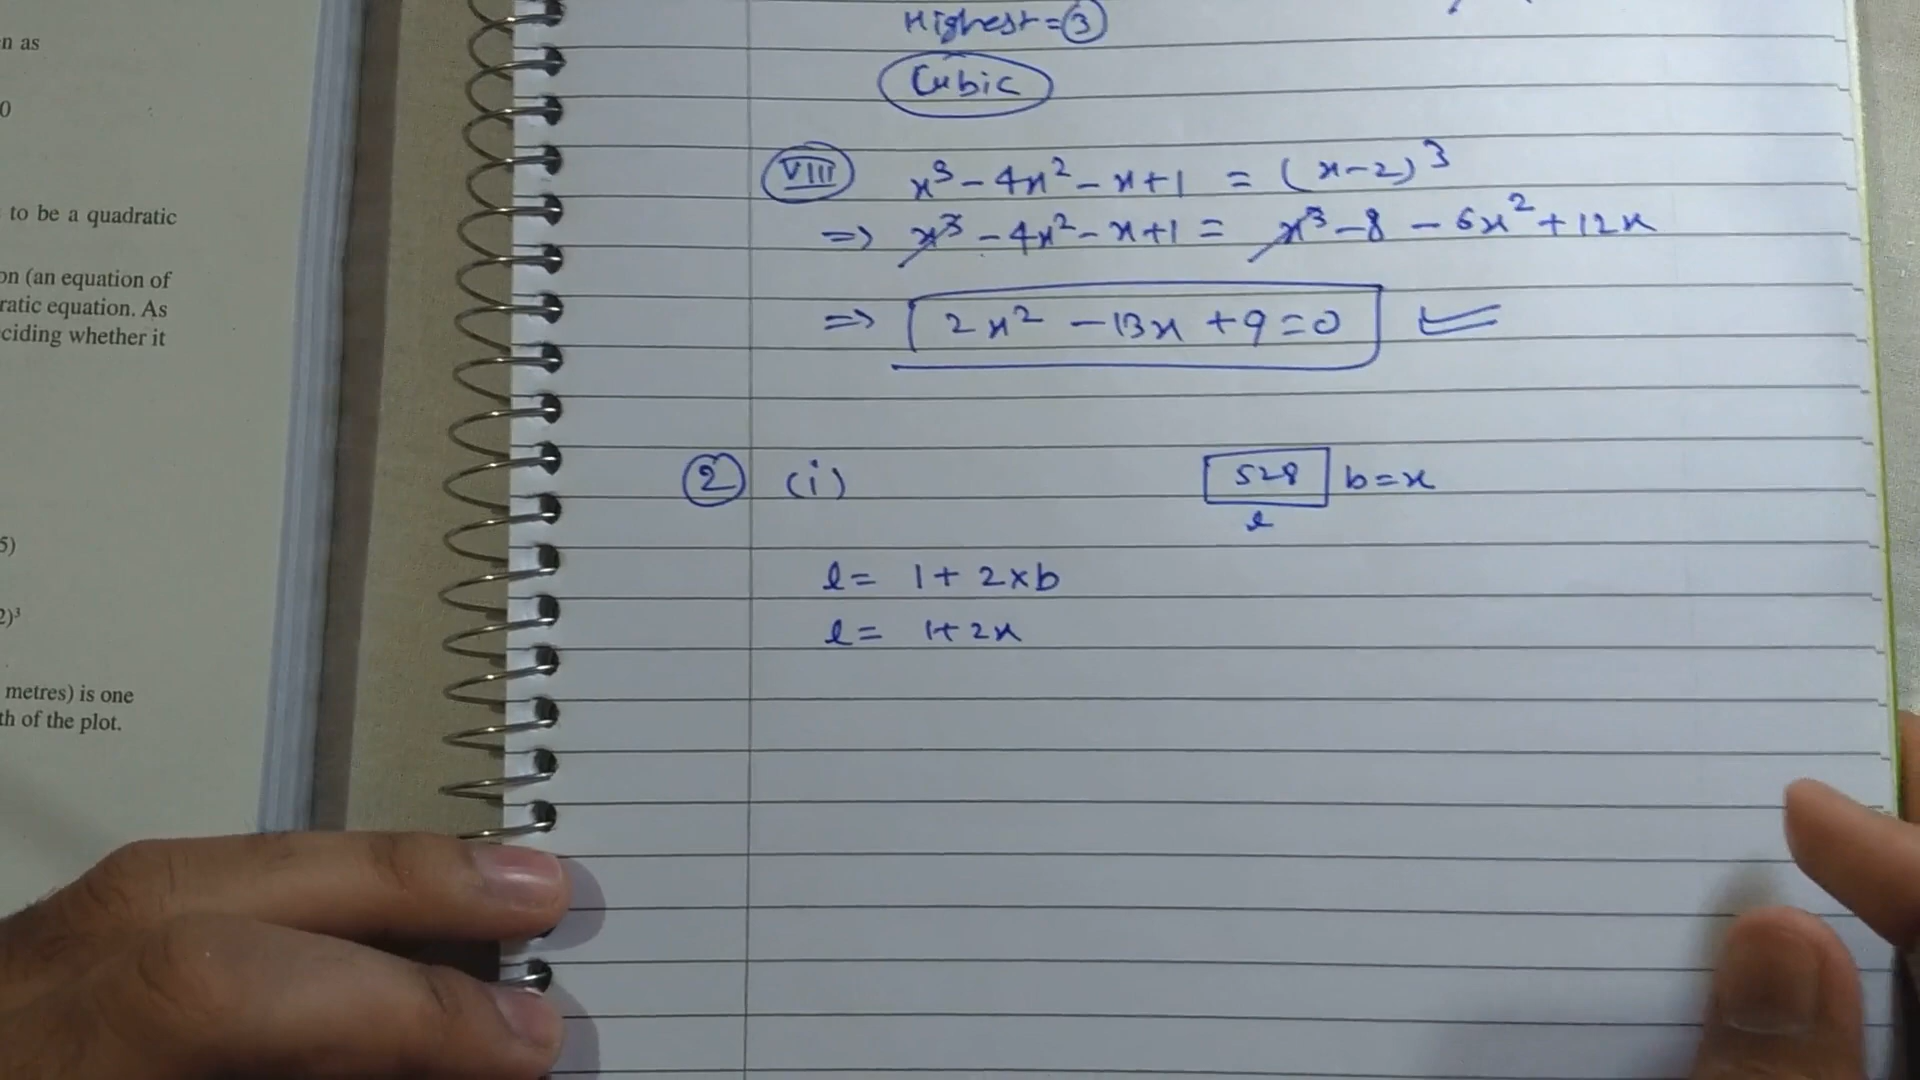 n as
0
to be a quadratic
on (an equation of
ratic equation. As
ciding whether it
5)
2)³
metres) is one
th of the plot.
Highest = 3
Cubic
VIII x³ - 4x² - x + 1 = (x - 2)³
=> x³ - 4x² - x + 1 = x³ - 8 - 6x² + 12x
=> 2x² - 13x + 9 = 0
2 (i) 528 b = x
l
l = 1 + 2 x b
l = 1 + 2x